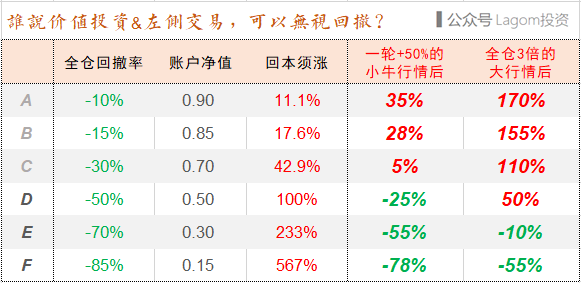 誰說价值投資&左側交易，可以無視回撤？ 公众号 Lagom投资
全仓回撤率 账户净值 回本须涨 一轮+50%的小牛行情后 全仓3倍的大行情后
A -10% 0.90 11.1% 35% 170%
B -15% 0.85 17.6% 28% 155%
C -30% 0.70 42.9% 5% 110%
D -50% 0.50 100% -25% 50%
E -70% 0.30 233% -55% -10%
F -85% 0.15 567% -78% -55%